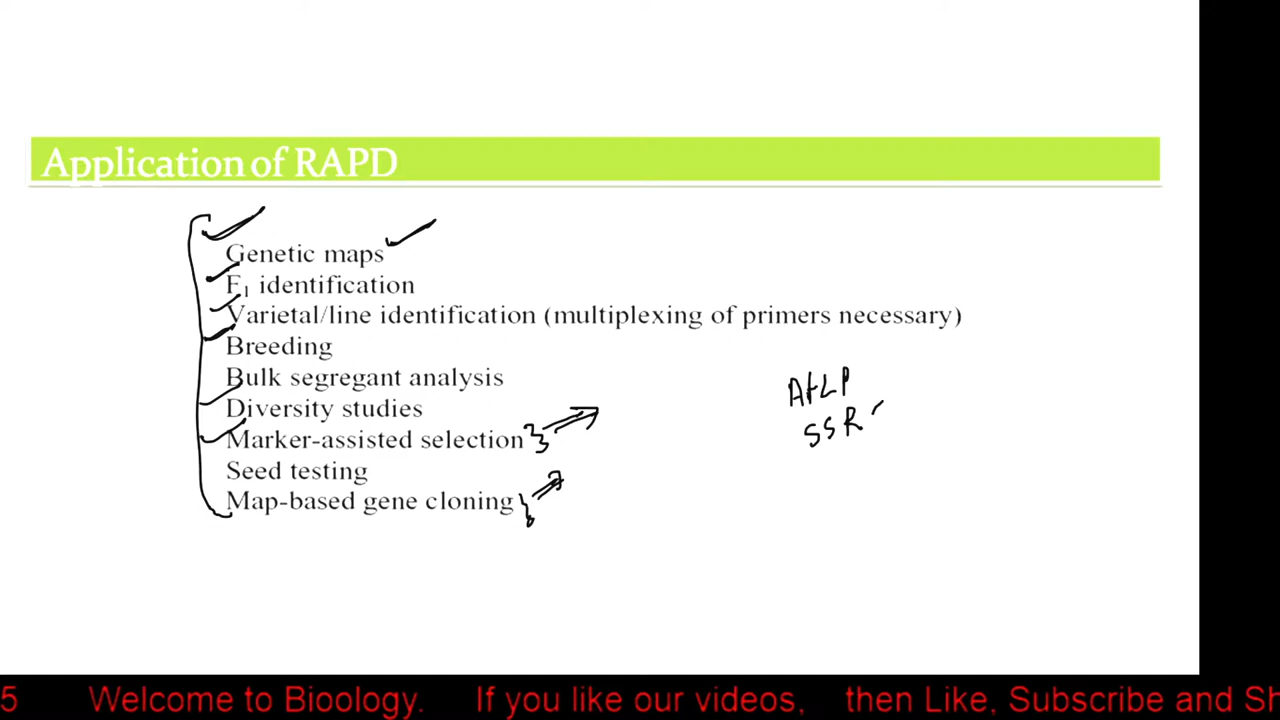 Application of RAPD
Genetic maps
F₁ identification
Varietal/line identification (multiplexing of primers necessary)
Breeding
Bulk segregant analysis
Diversity studies
Marker-assisted selection
Seed testing
Map-based gene cloning
AFLP
SSR
5 Welcome to Bioology. If you like our videos, then Like, Subscribe and Sh